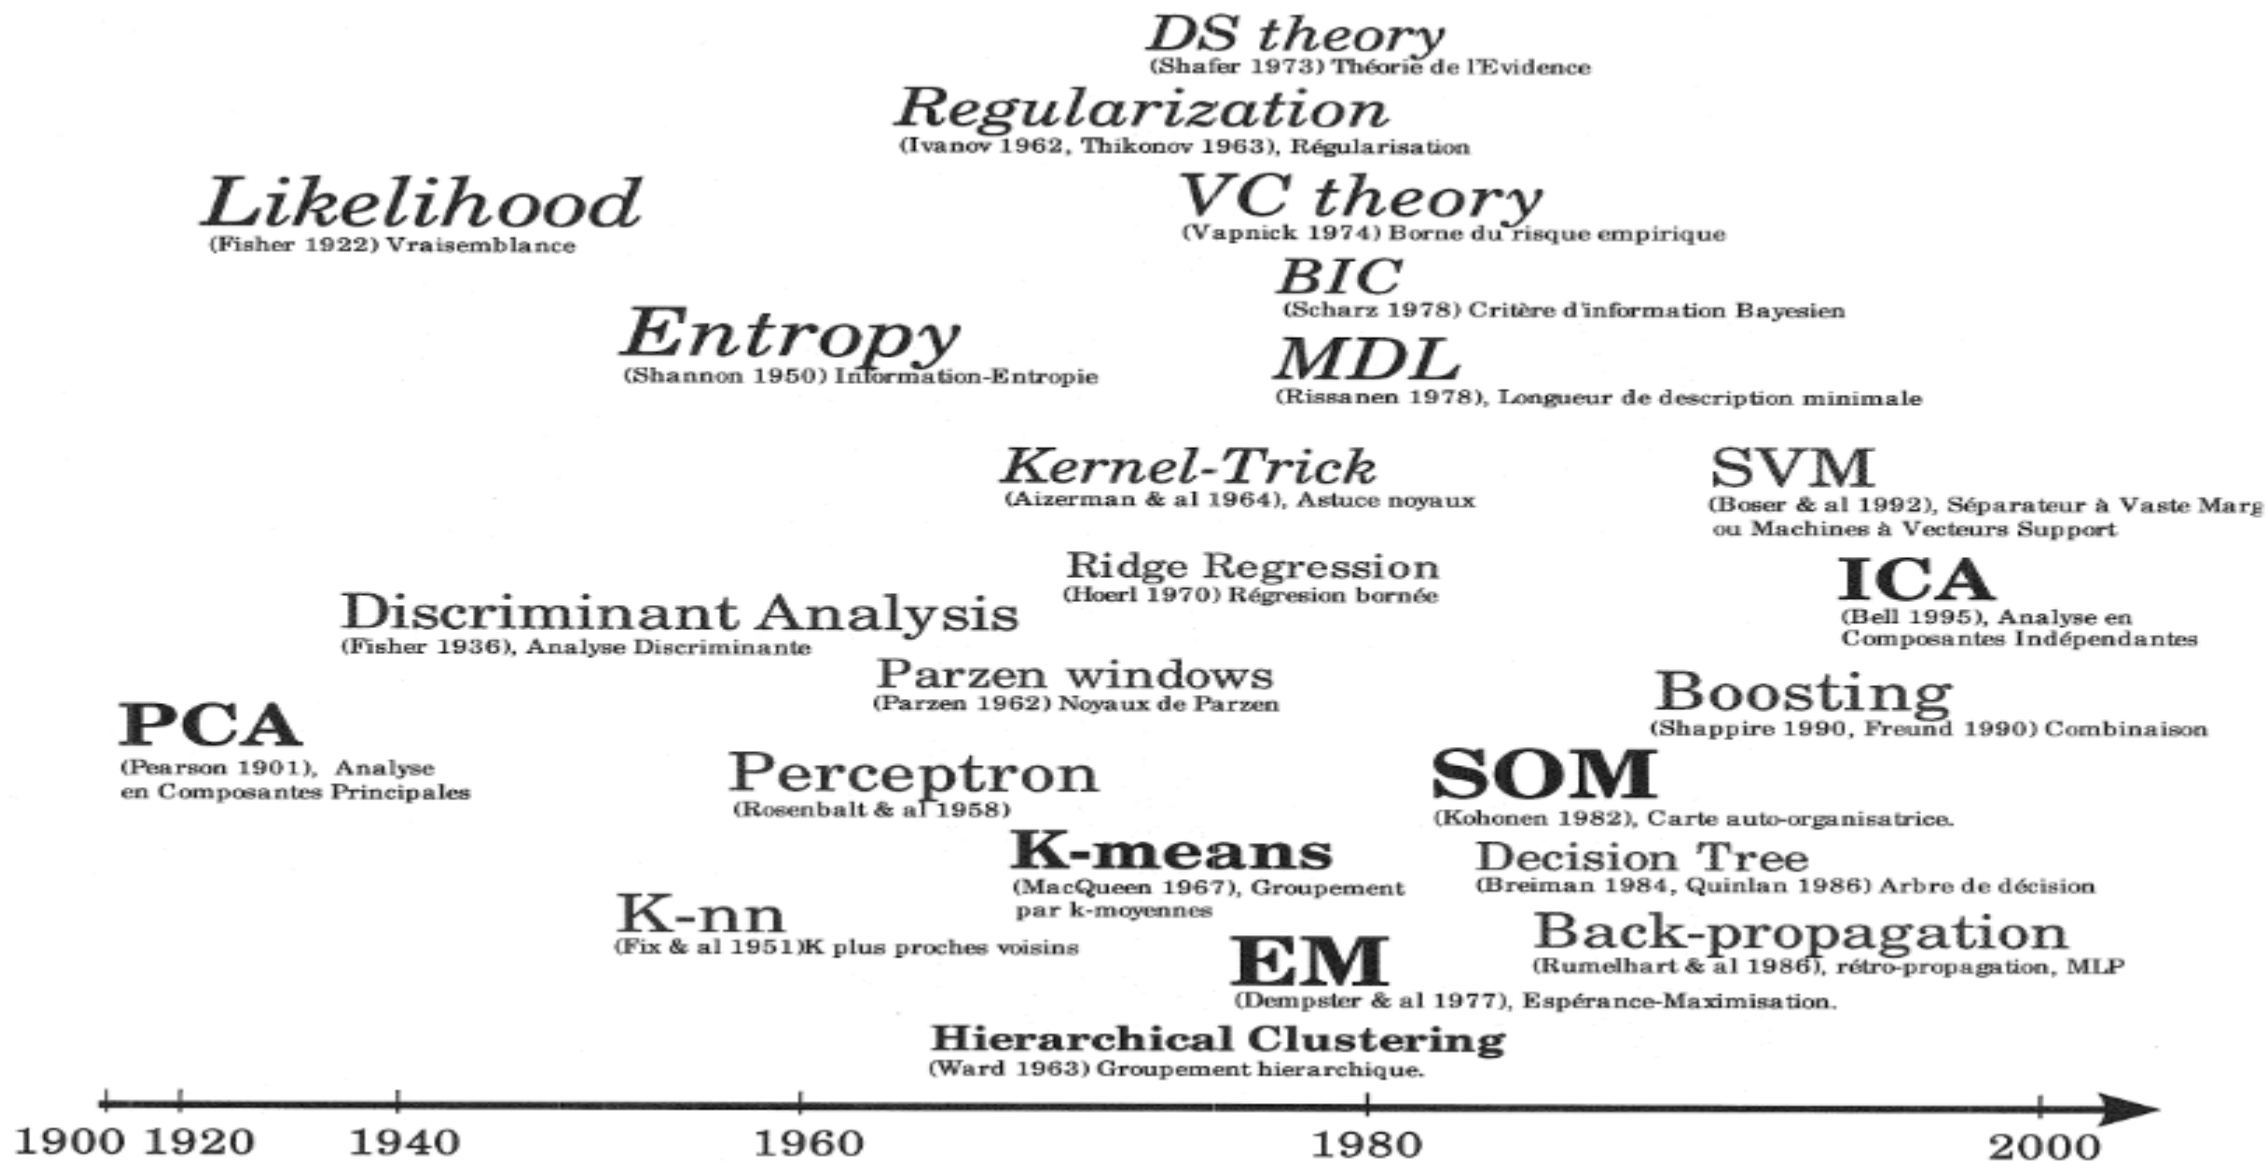 DS theory
(Shafer 1973) Théorie de l'Evidence
Regularization
(Ivanov 1962, Thikonov 1963), Régularisation
Likelihood
(Fisher 1922) Vraisemblance
VC theory
(Vapnick 1974) Borne du risque empirique
BIC
(Scharz 1978) Critère d'information Bayesien
Entropy
(Shannon 1950) Information-Entropie
MDL
(Rissanen 1978), Longueur de description minimale
Kernel-Trick
(Aizerman & al 1964), Astuce noyaux
SVM
(Boser & al 1992), Séparateur à Vaste Marg
ou Machines à Vecteurs Support
Ridge Regression
(Hoerl 1970) Régresion bornée
ICA
(Bell 1995), Analyse en
Composantes Indépendantes
Discriminant Analysis
(Fisher 1936), Analyse Discriminante
Parzen windows
(Parzen 1962) Noyaux de Parzen
Boosting
(Shappire 1990, Freund 1990) Combinaison
PCA
(Pearson 1901), Analyse
en Composantes Principales
Perceptron
(Rosenbalt & al 1958)
SOM
(Kohonen 1982), Carte auto-organisatrice.
K-means
(MacQueen 1967), Groupement
par k-moyennes
Decision Tree
(Breiman 1984, Quinlan 1986) Arbre de décision
K-nn
(Fix & al 1951)K plus proches voisins
Back-propagation
(Rumelhart & al 1986), rétro-propagation, MLP
EM
(Dempster & al 1977), Espérance-Maximisation.
Hierarchical Clustering
(Ward 1963) Groupement hierarchique.
1900 1920 1940 1960 1980 2000